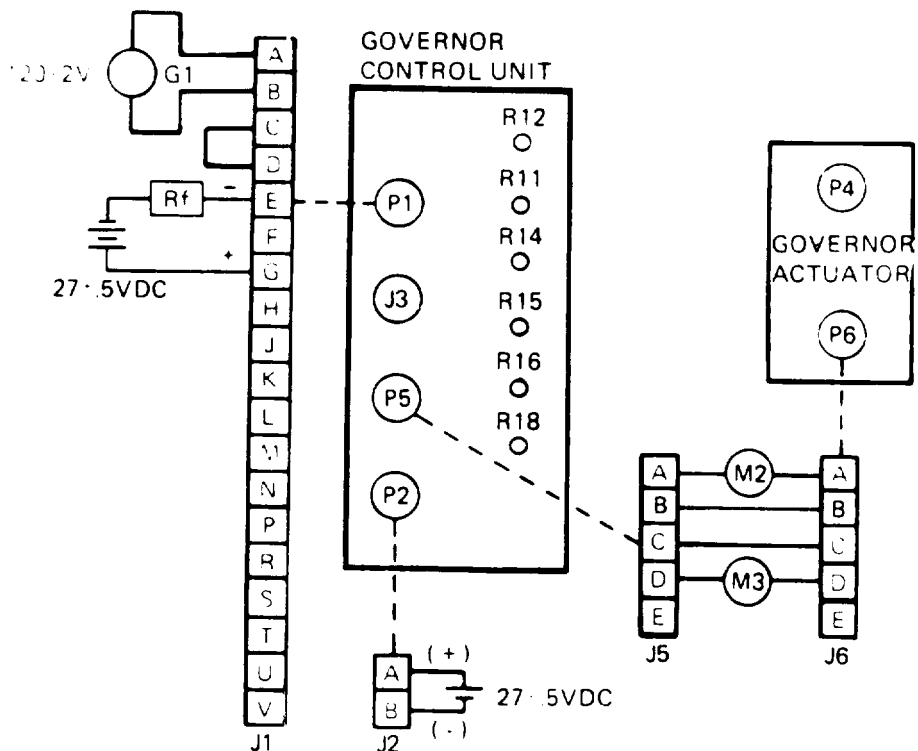 GOVERNOR
CONTROL UNIT
G1
A
B
C
D
E
F
G
H
J
K
L
M
N
P
R
S
T
U
V
J1
Rf
-
+
P1
J3
P5
P2
R12
R11
R14
R15
R16
R18
P4
GOVERNOR
ACTUATOR
P6
A
B
C
D
E
J5
M2
M3
A
B
C
D
E
J6
A
B
J2
(+)
(-)